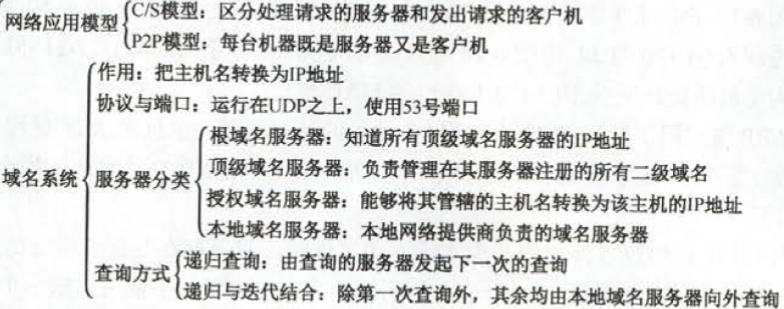 网络应用模型
C/S模型：区分处理请求的服务器和发出请求的客户机
P2P模型：每台机器既是服务器又是客户机
域名系统
作用：把主机名转换为IP地址
协议与端口：运行在UDP之上，使用53号端口
服务器分类
根域名服务器：知道所有顶级域名服务器的IP地址
顶级域名服务器：负责管理在其服务器注册的所有二级域名
授权域名服务器：能够将其管辖的主机名转换为该主机的IP地址
本地域名服务器：本地网络提供商负责的域名服务器
查询方式
递归查询：由查询的服务器发起下一次的查询
递归与迭代结合：除第一次查询外，其余均由本地域名服务器向外查询